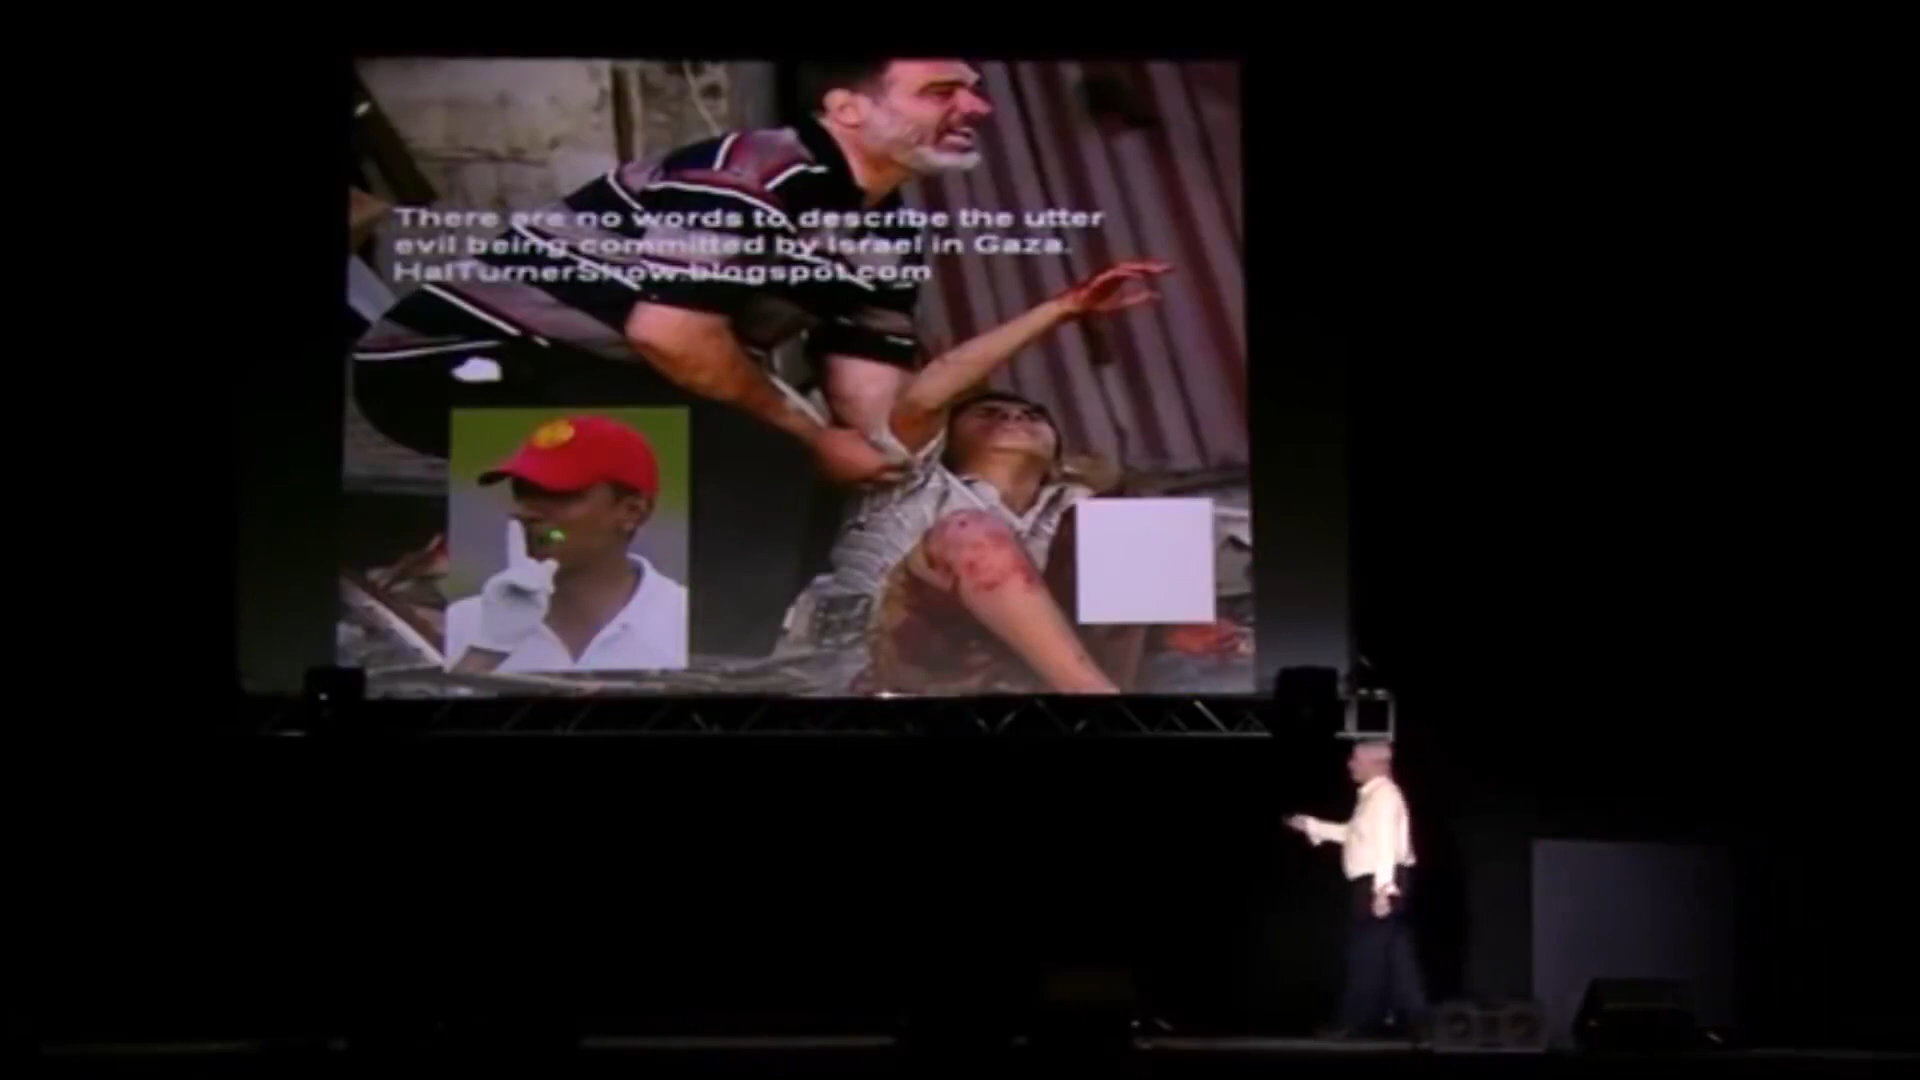 There are no words to describe the utter
evil being committed by Israel in Gaza.
HalTurnerShow.blogspot.com